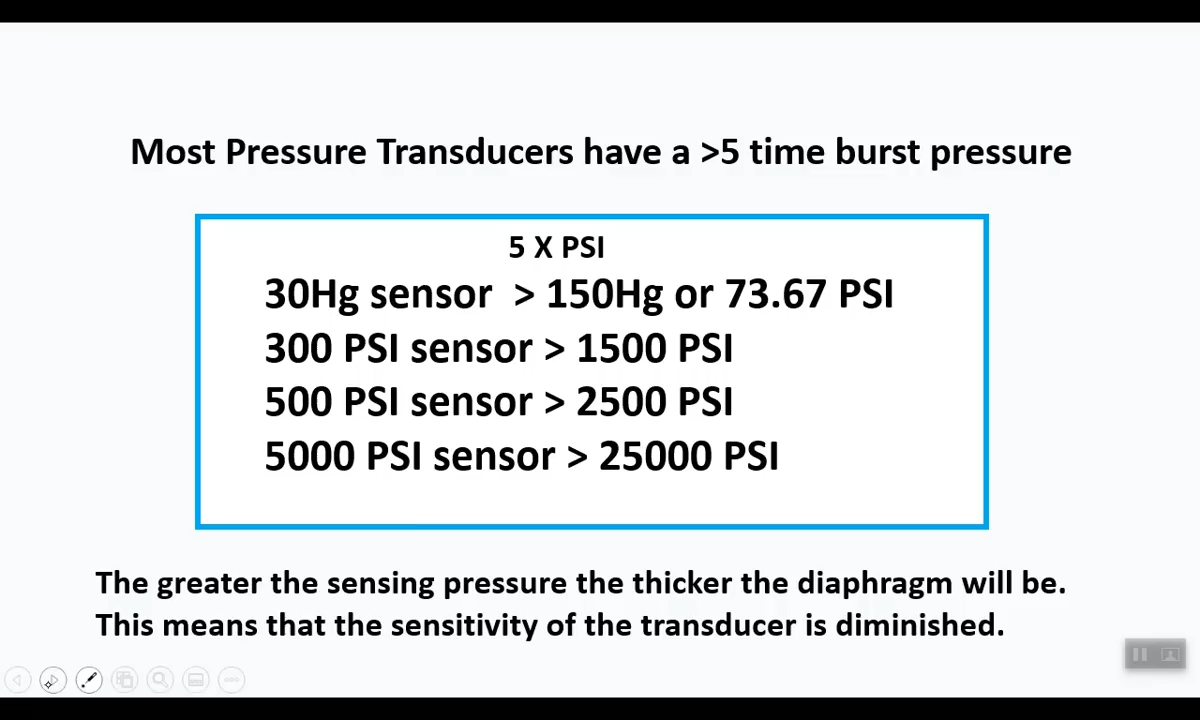 Most Pressure Transducers have a >5 time burst pressure
5 X PSI
30Hg sensor > 150Hg or 73.67 PSI
300 PSI sensor > 1500 PSI
500 PSI sensor > 2500 PSI
5000 PSI sensor > 25000 PSI
The greater the sensing pressure the thicker the diaphragm will be.
This means that the sensitivity of the transducer is diminished.